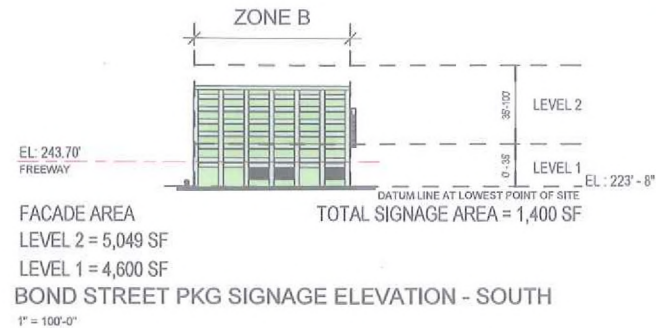 ZONE B
35'-100'
LEVEL 2
EL: 243.70'
FREEWAY
0' - 35'
LEVEL 1
EL : 223' - 8"
DATUM LINE AT LOWEST POINT OF SITE
FACADE AREA
TOTAL SIGNAGE AREA = 1,400 SF
LEVEL 2 = 5,049 SF
LEVEL 1 = 4,600 SF
BOND STREET PKG SIGNAGE ELEVATION - SOUTH
1" = 100'-0"